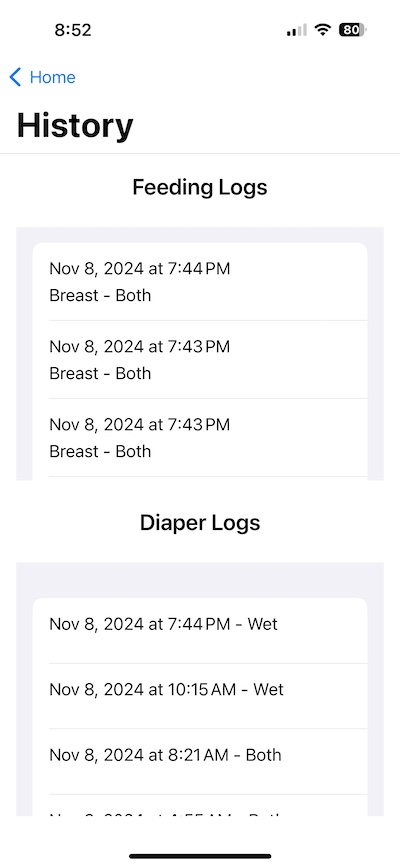 8:52
80
Home
History
Feeding Logs
Nov 8, 2024 at 7:44 PM
Breast - Both
Nov 8, 2024 at 7:43 PM
Breast - Both
Nov 8, 2024 at 7:43 PM
Breast - Both
Diaper Logs
Nov 8, 2024 at 7:44 PM - Wet
Nov 8, 2024 at 10:15 AM - Wet
Nov 8, 2024 at 8:21 AM - Both